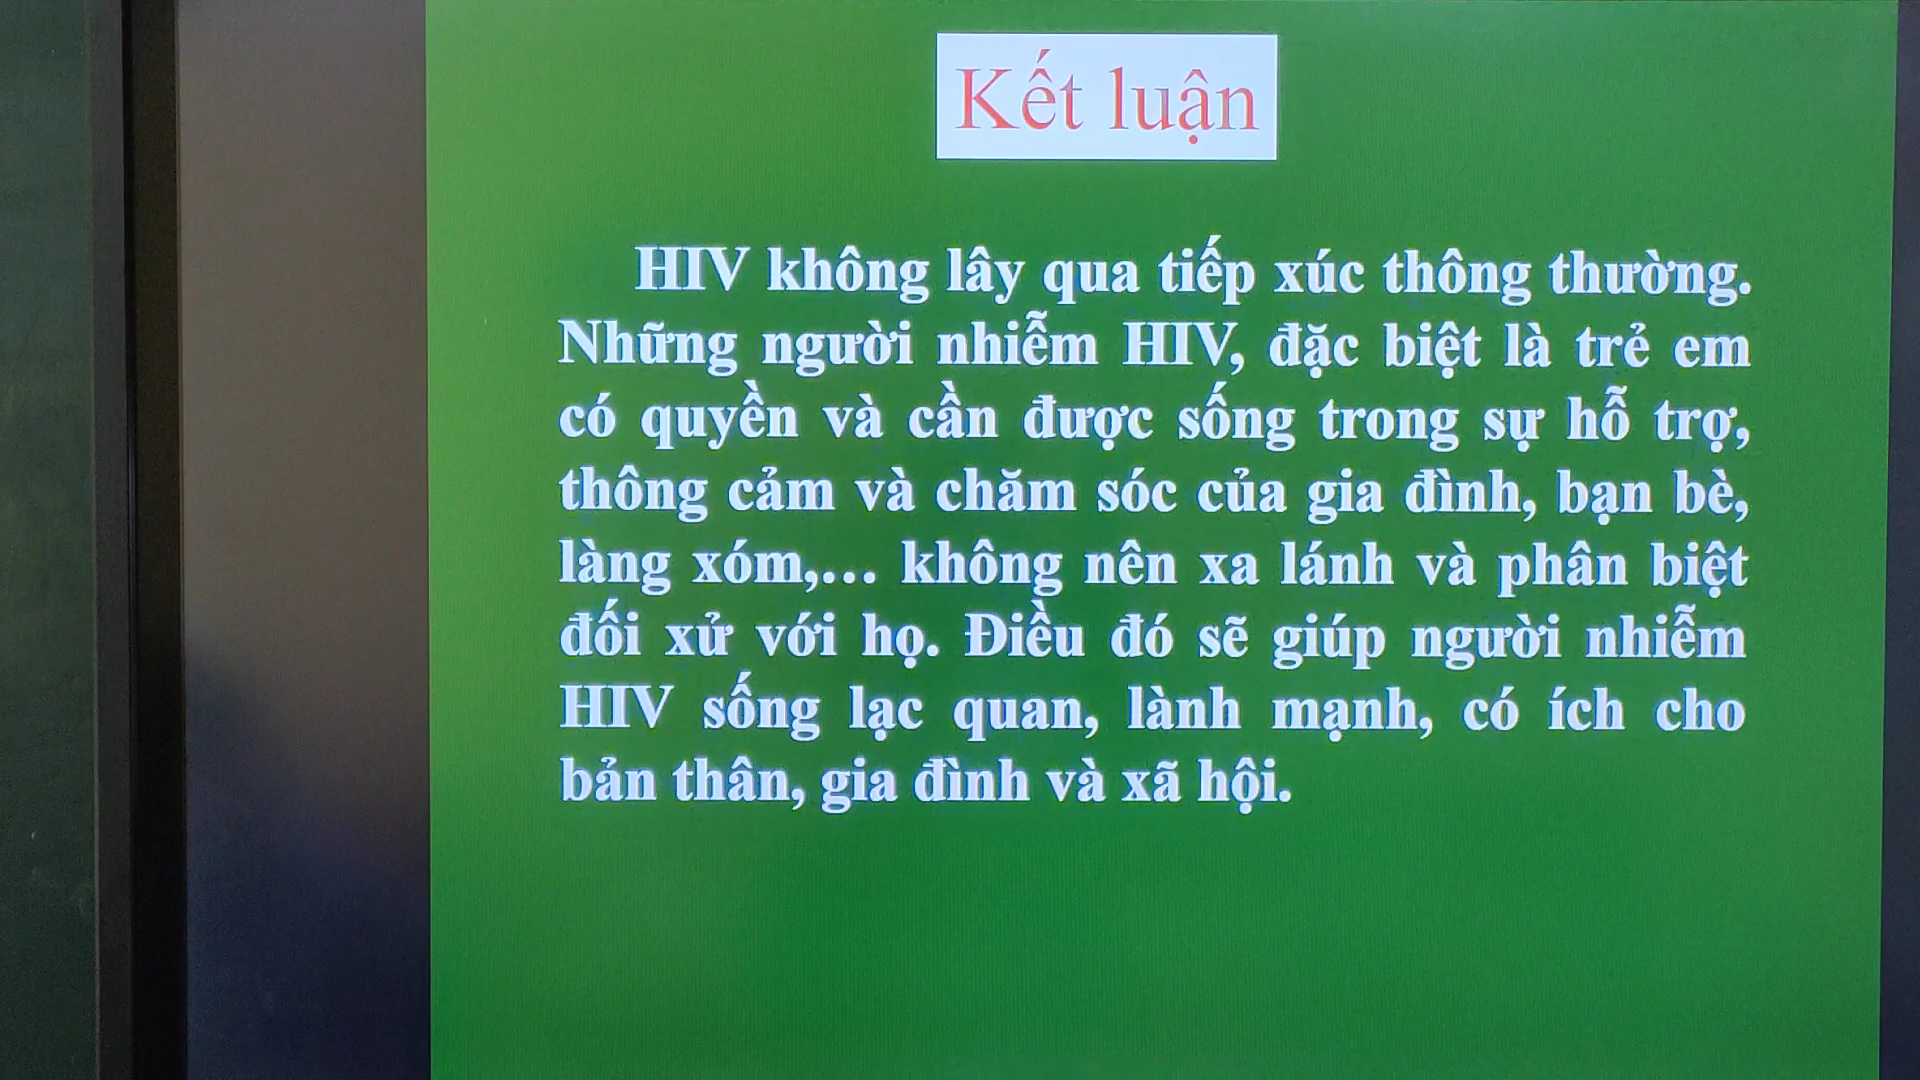 Kết luận
HIV không lây qua tiếp xúc thông thường.
Những người nhiễm HIV, đặc biệt là trẻ em
có quyền và cần được sống trong sự hỗ trợ,
thông cảm và chăm sóc của gia đình, bạn bè,
làng xóm,... không nên xa lánh và phân biệt
đối xử với họ. Điều đó sẽ giúp người nhiễm
HIV sống lạc quan, lành mạnh, có ích cho
bản thân, gia đình và xã hội.